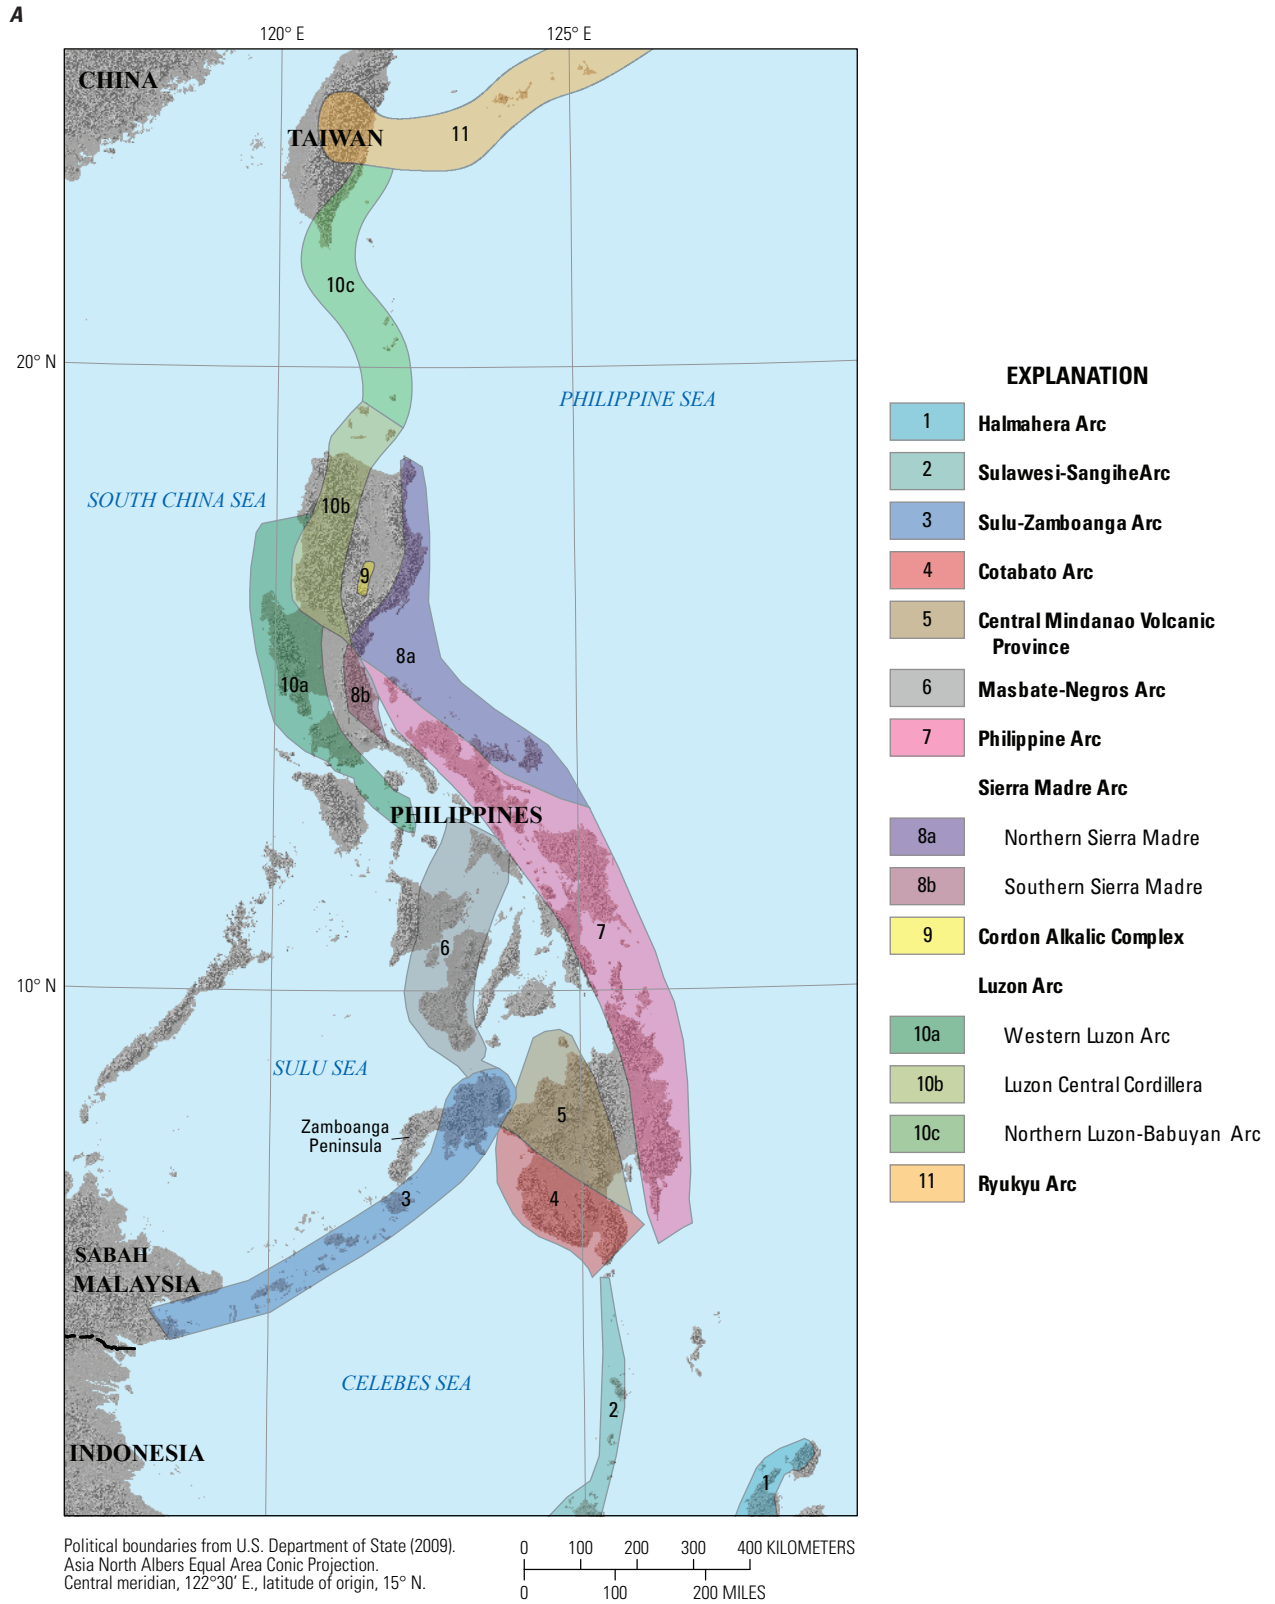 A
120° E
125° E
CHINA
TAIWAN
11
10c
20° N
PHILIPPINE SEA
SOUTH CHINA SEA
10b
9
8a
10a
8b
PHILIPPINES
7
6
10° N
SULU SEA
Zamboanga
Peninsula
5
3
4
SABAH
MALAYSIA
CELEBES SEA
2
INDONESIA
1
EXPLANATION
1 Halmahera Arc
2 Sulawesi-SangiheArc
3 Sulu-Zamboanga Arc
4 Cotabato Arc
5 Central Mindanao Volcanic
Province
6 Masbate-Negros Arc
7 Philippine Arc
Sierra Madre Arc
8a Northern Sierra Madre
8b Southern Sierra Madre
9 Cordon Alkalic Complex
Luzon Arc
10a Western Luzon Arc
10b Luzon Central Cordillera
10c Northern Luzon-Babuyan Arc
11 Ryukyu Arc
Political boundaries from U.S. Department of State (2009).
Asia North Albers Equal Area Conic Projection.
Central meridian, 122°30′ E., latitude of origin, 15° N.
0 100 200 300 400 KILOMETERS
0 100 200 MILES